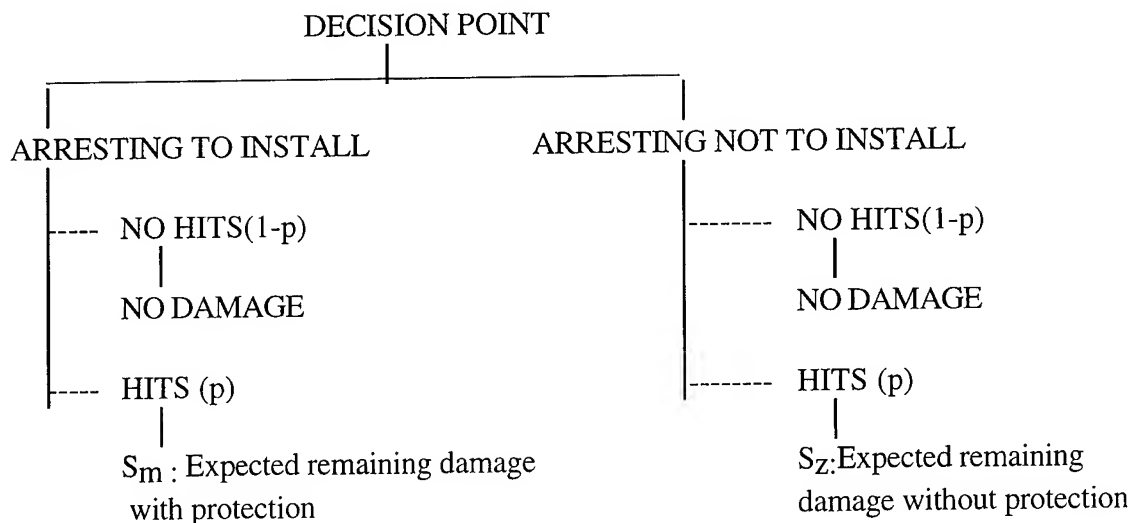 DECISION POINT
ARRESTING TO INSTALL
NO HITS(1-p)
NO DAMAGE
HITS (p)
Sm : Expected remaining damage
with protection
ARRESTING NOT TO INSTALL
NO HITS(1-p)
NO DAMAGE
HITS (p)
Sz:Expected remaining
damage without protection